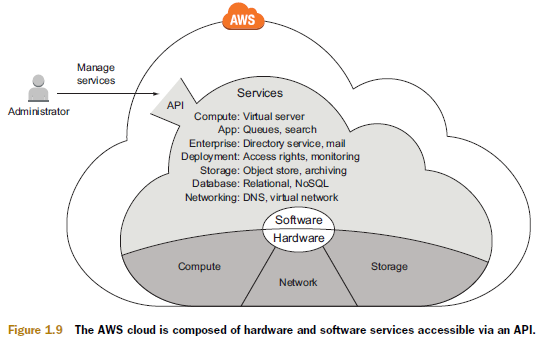 AWS
Manage
services
Administrator
API
Services
Compute: Virtual server
App: Queues, search
Enterprise: Directory service, mail
Deployment: Access rights, monitoring
Storage: Object store, archiving
Database: Relational, NoSQL
Networking: DNS, virtual network
Software
Hardware
Compute
Network
Storage
Figure 1.9 The AWS cloud is composed of hardware and software services accessible via an API.